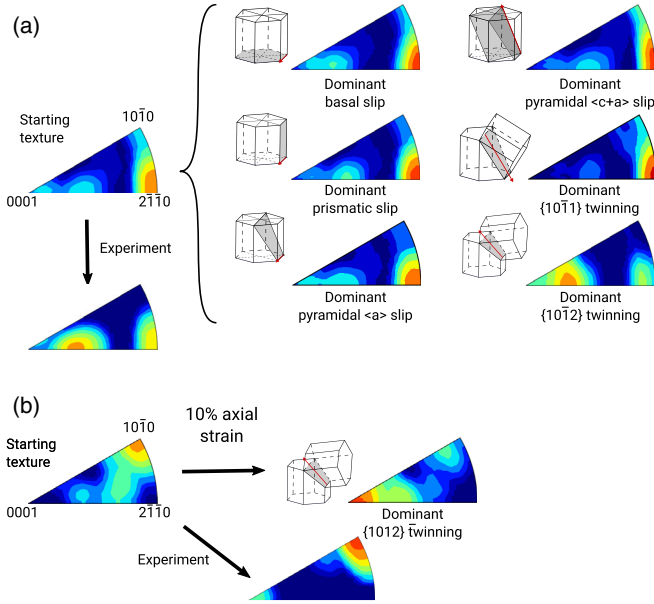 (a)
Starting
texture
101̄0
0001
21̄1̄0
Experiment
Dominant
basal slip
Dominant
pyramidal <c+a> slip
Dominant
prismatic slip
Dominant
{101̄1} twinning
Dominant
pyramidal <a> slip
Dominant
{101̄2} twinning
(b)
Starting
texture
101̄0
0001
21̄1̄0
10% axial
strain
Dominant
{1012} t̄winning
Experiment